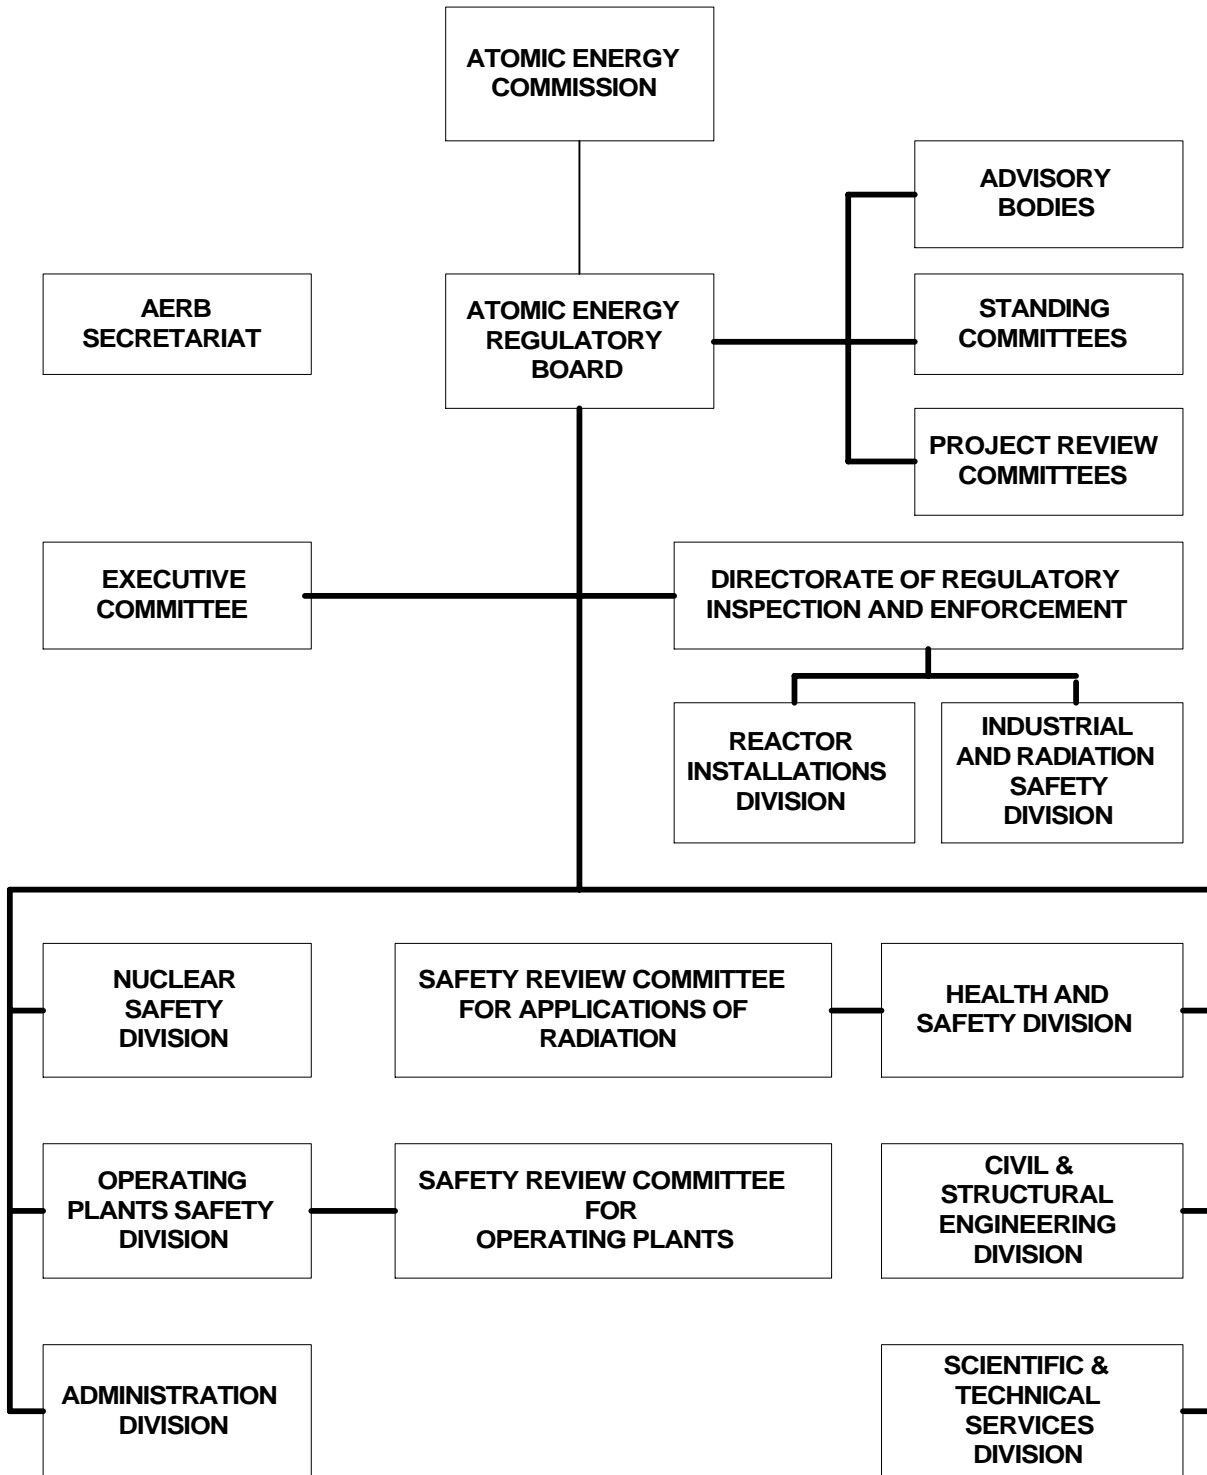 ATOMIC ENERGY
COMMISSION
ADVISORY
BODIES
AERB
SECRETARIAT
ATOMIC ENERGY
REGULATORY
BOARD
STANDING
COMMITTEES
PROJECT REVIEW
COMMITTEES
EXECUTIVE
COMMITTEE
DIRECTORATE OF REGULATORY
INSPECTION AND ENFORCEMENT
REACTOR
INSTALLATIONS
DIVISION
INDUSTRIAL
AND RADIATION
SAFETY
DIVISION
NUCLEAR
SAFETY
DIVISION
SAFETY REVIEW COMMITTEE
FOR APPLICATIONS OF
RADIATION
HEALTH AND
SAFETY DIVISION
OPERATING
PLANTS SAFETY
DIVISION
SAFETY REVIEW COMMITTEE
FOR
OPERATING PLANTS
CIVIL &
STRUCTURAL
ENGINEERING
DIVISION
ADMINISTRATION
DIVISION
SCIENTIFIC &
TECHNICAL
SERVICES
DIVISION